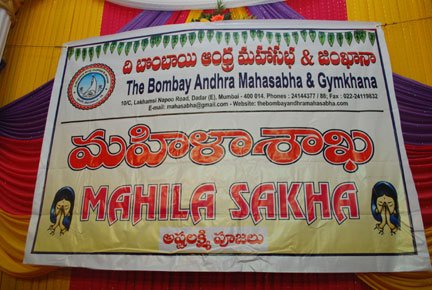 ది బొంబాయి ఆంధ్ర మహాసభ & జింఖానా
The Bombay Andhra Mahasabha & Gymkhana
10/C, Lakhamsi Napoo Road, Dadar (E), Mumbai - 400 014. Phones : 24144377 / 88; Fax : 022-24119832
E-mail: mahasabha@gmail.com - Website: thebombayandhramahasabha.com
మహిళాశాఖ
MAHILA SAKHA
అష్టలక్ష్మి పూజలు